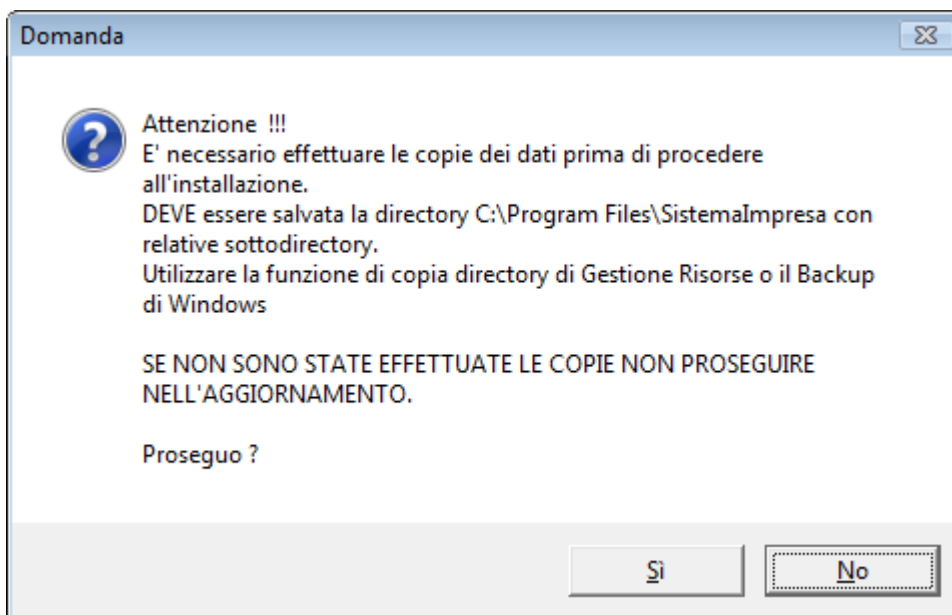 Domanda
Attenzione !!!
E' necessario effettuare le copie dei dati prima di procedere
all'installazione.
DEVE essere salvata la directory C:\Program Files\SistemaImpresa con
relative sottodirectory.
Utilizzare la funzione di copia directory di Gestione Risorse o il Backup
di Windows
SE NON SONO STATE EFFETTUATE LE COPIE NON PROSEGUIRE
NELL'AGGIORNAMENTO.
Proseguo ?
Sì
No